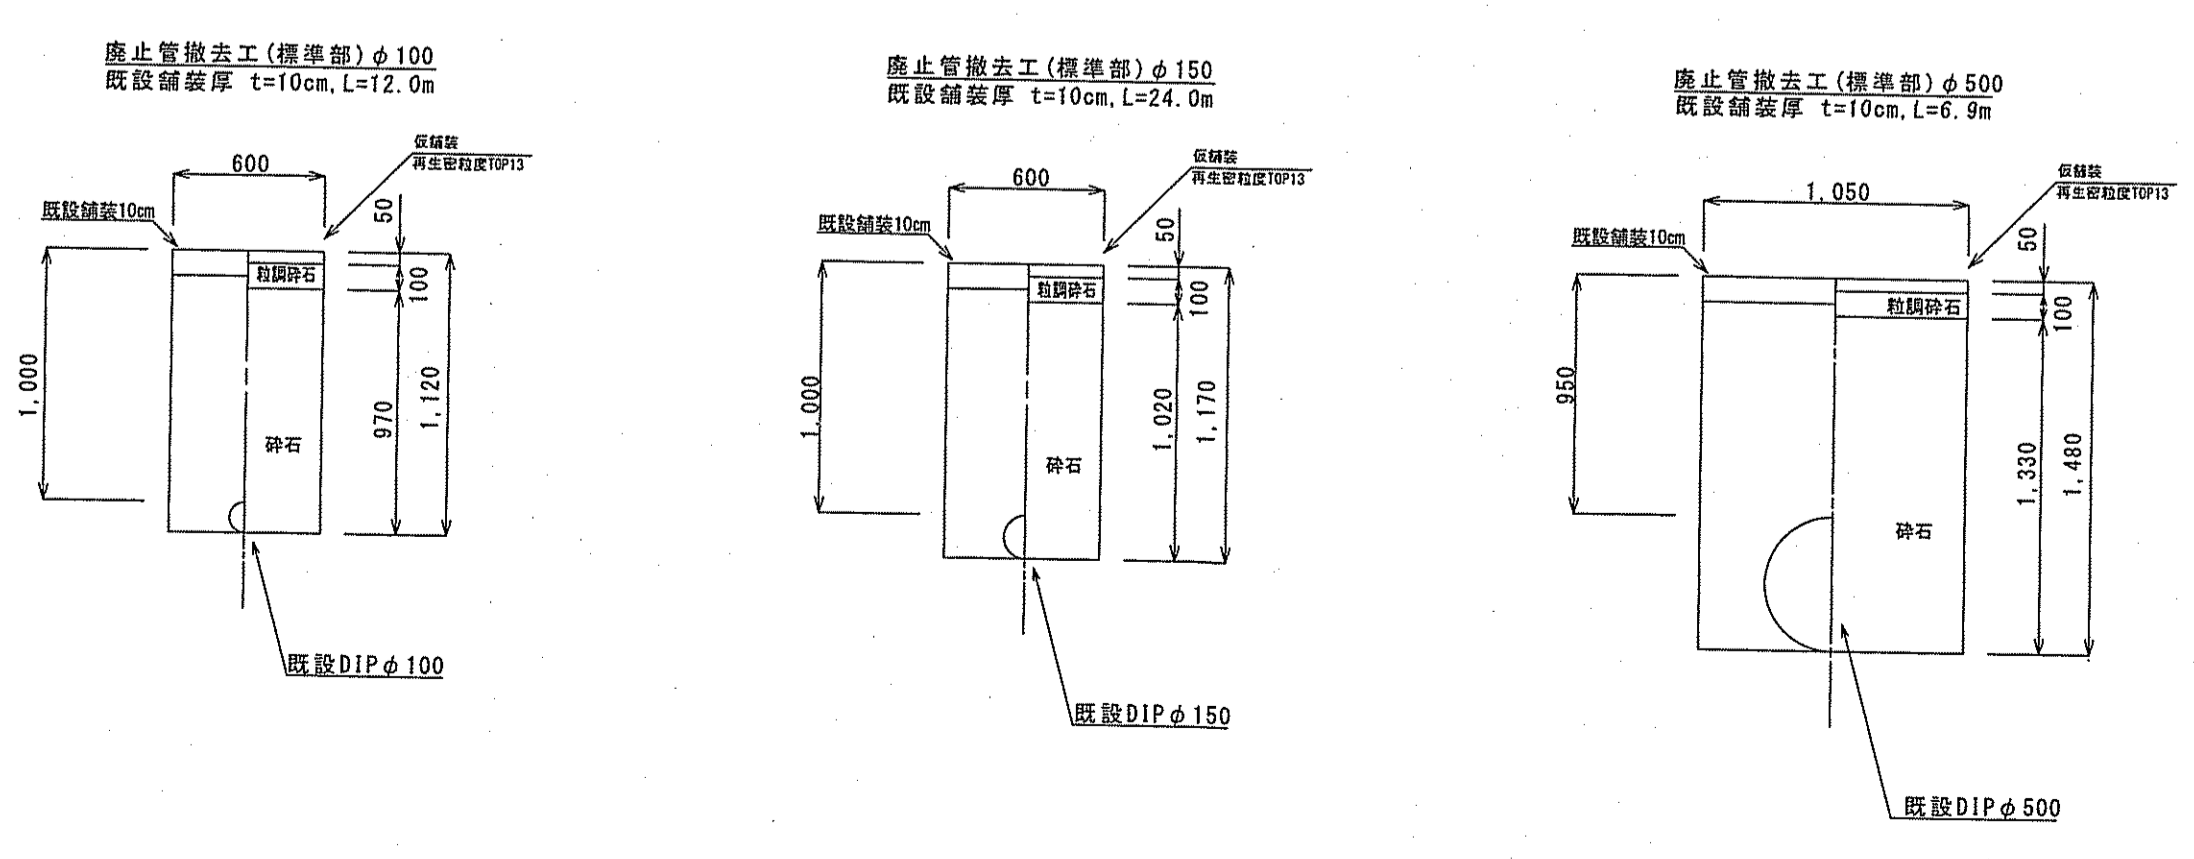 廃止管撤去工(標準部)φ100
既設舗装厚 t=10cm, L=12.0m
仮舗装
再生密粒度TOP13
600
既設舗装10cm
50
粒調砕石
100
1,000
970
1,120
砕石
既設DIPφ100
廃止管撤去工(標準部)φ150
既設舗装厚 t=10cm, L=24.0m
仮舗装
再生密粒度TOP13
600
既設舗装10cm
50
粒調砕石
100
1,000
1,020
1,170
砕石
既設DIPφ150
廃止管撤去工(標準部)φ500
既設舗装厚 t=10cm, L=6.9m
仮舗装
再生密粒度TOP13
1,050
既設舗装10cm
50
粒調砕石
100
950
1,330
1,480
砕石
既設DIPφ500